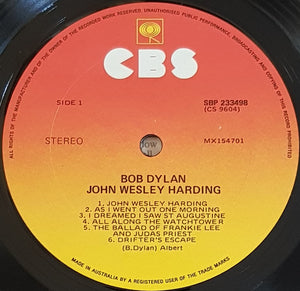 ALL RIGHTS RESERVED. UNAUTHORISED PUBLIC PERFORMANCE, BROADCASTING AND COPYING OF THIS RECORD PROHIBITED.
OF THE MANUFACTURER AND OF THE OWNER OF THE RECORDED WORK
CBS
SIDE 1
SBP 233498
(CS 9604)
STEREO
MX154701
BOB DYLAN
JOHN WESLEY HARDING
1. JOHN WESLEY HARDING
2. AS I WENT OUT ONE MORNING
3. I DREAMED I SAW ST AUGUSTINE
4. ALL ALONG THE WATCHTOWER
5. THE BALLAD OF FRANKIE LEE
AND JUDAS PRIEST
6. DRIFTER'S ESCAPE
(B.Dylan) Albert
MADE IN AUSTRALIA BY A REGISTERED USER OF THE TRADE MARKS